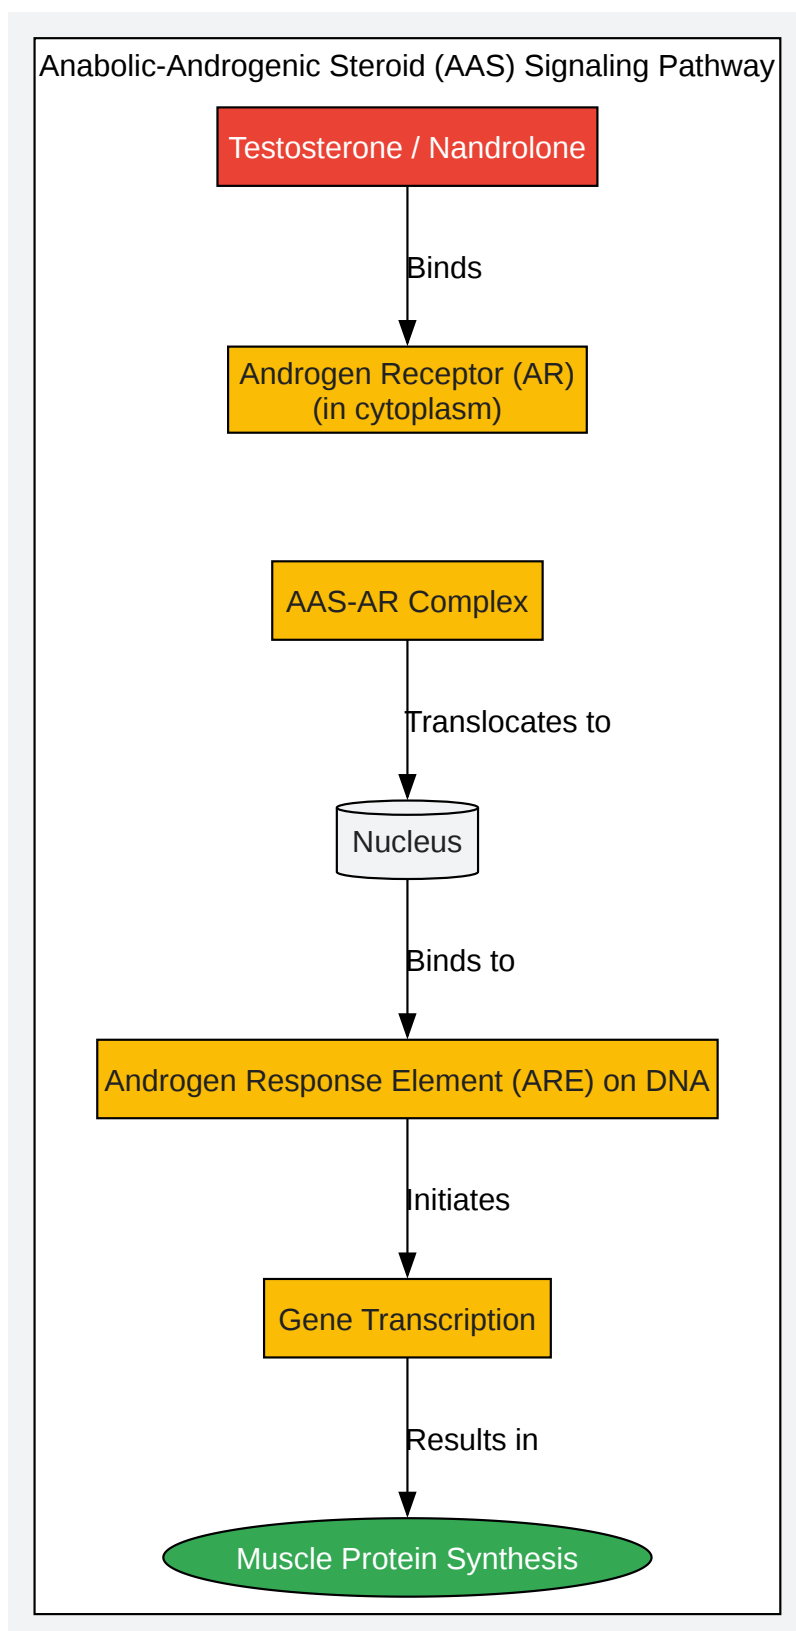 Anabolic-Androgenic Steroid (AAS) Signaling Pathway
Testosterone / Nandrolone
Binds
Androgen Receptor (AR)
(in cytoplasm)
AAS-AR Complex
Translocates to
Nucleus
Binds to
Androgen Response Element (ARE) on DNA
Initiates
Gene Transcription
Results in
Muscle Protein Synthesis